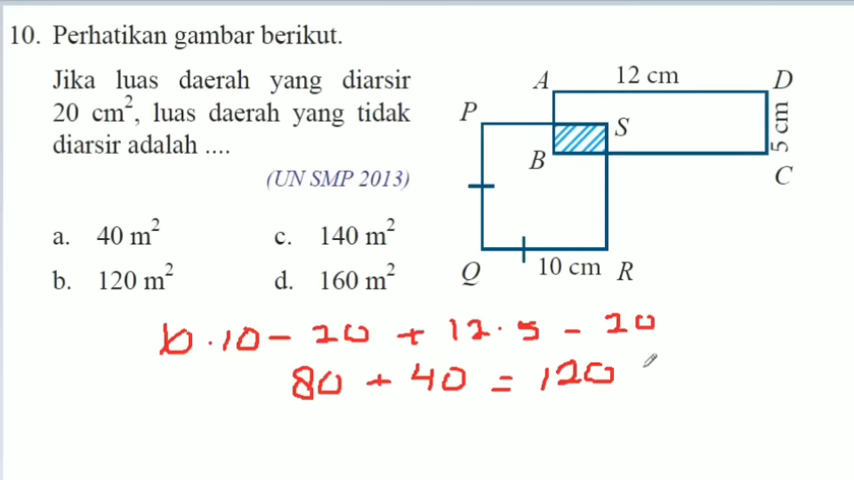 10. Perhatikan gambar berikut.
Jika luas daerah yang diarsir
20 cm², luas daerah yang tidak
diarsir adalah ....
(UN SMP 2013)
a. 40 m² c. 140 m²
b. 120 m² d. 160 m²
A 12 cm D
P S 5 cm
B C
Q 10 cm R
10 · 10 - 20 + 12 · 5 - 20
80 + 40 = 120